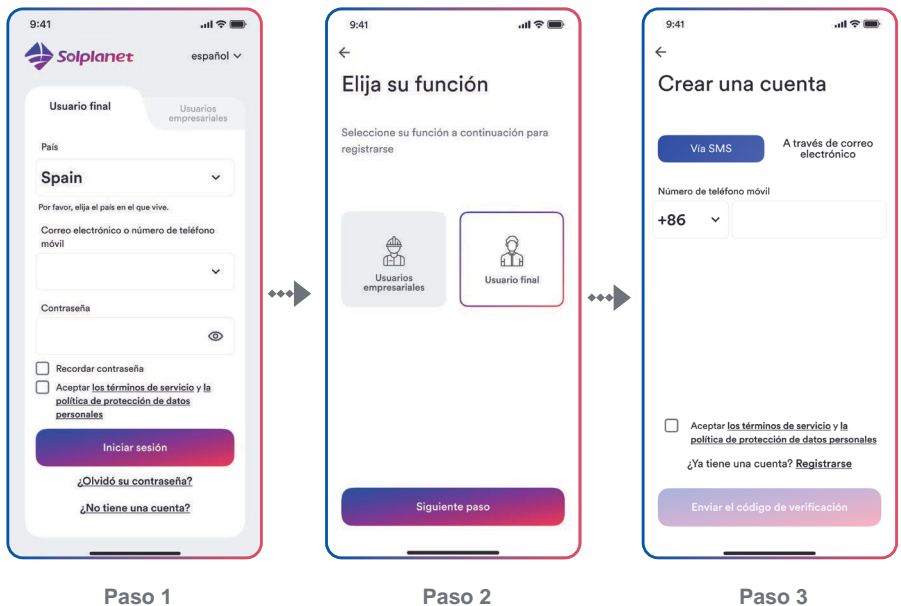 9:41
Solplanet
español
Usuario final
Usuarios
empresariales
País
Spain
Por favor, elija el país en el que vive.
Correo electrónico o número de teléfono
móvil
Contraseña
Recordar contraseña
Aceptar los términos de servicio y la
política de protección de datos
personales
Iniciar sesión
¿Olvidó su contraseña?
¿No tiene una cuenta?
Paso 1
9:41
Elija su función
Seleccione su función a continuación para
registrarse
Usuarios
empresariales
Usuario final
Siguiente paso
Paso 2
9:41
Crear una cuenta
Vía SMS
A través de correo
electrónico
Número de teléfono móvil
+86
Aceptar los términos de servicio y la
política de protección de datos personales
¿Ya tiene una cuenta? Registrarse
Enviar el código de verificación
Paso 3